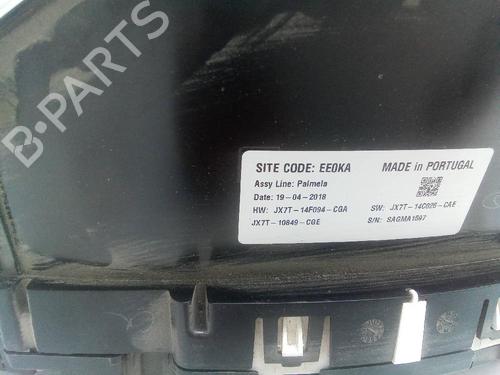 B-PARTS
SITE CODE: EE0KA MADE in PORTUGAL
Assy Line: Palmela
Date: 19-04-2018
HW: JX7T-14F094-CGA SW: JX7T-14C026-CAE
JX7T-10849-CGE S/N: SAGMA1597